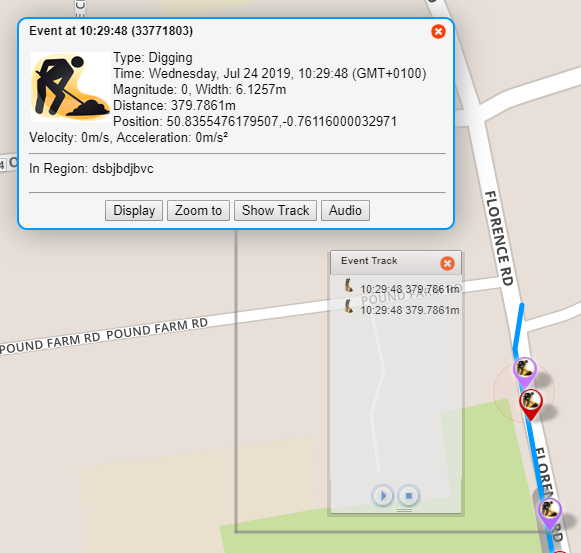 Event at 10:29:48 (33771803)
Type: Digging
Time: Wednesday, Jul 24 2019, 10:29:48 (GMT+0100)
Magnitude: 0, Width: 6.1257m
Distance: 379.7861m
Position: 50.8355476179507,-0.76116000032971
Velocity: 0m/s, Acceleration: 0m/s²
In Region: dsbjbdjbvc
Display Zoom to Show Track Audio
FLORENCE RD
Event Track
10:29:48 379.7861m
POUND FARM RD
10:29:48 379.7861m
POUND FARM RD POUND FARM RD
FLORENCE RD